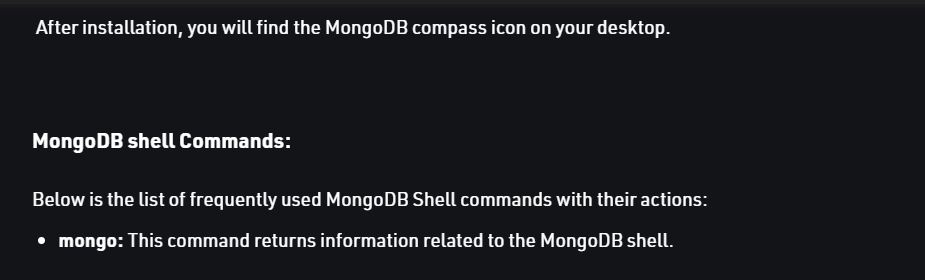 After installation, you will find the MongoDB compass icon on your desktop.
MongoDB shell Commands:
Below is the list of frequently used MongoDB Shell commands with their actions:
• mongo: This command returns information related to the MongoDB shell.